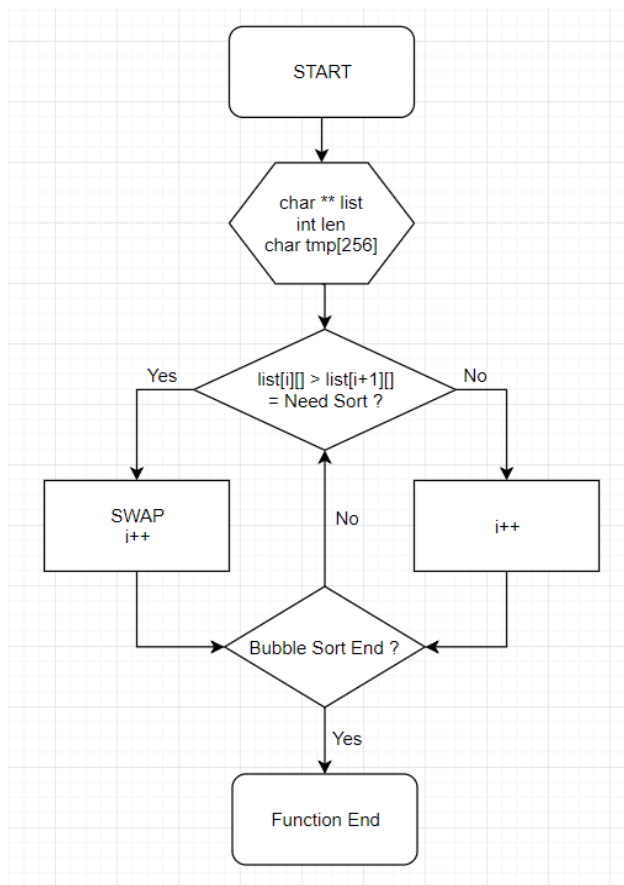 START
char ** list
int len
char tmp[256]
list[i][] > list[i+1][]
= Need Sort ?
Yes
No
SWAP
i++
i++
No
Bubble Sort End ?
Yes
Function End